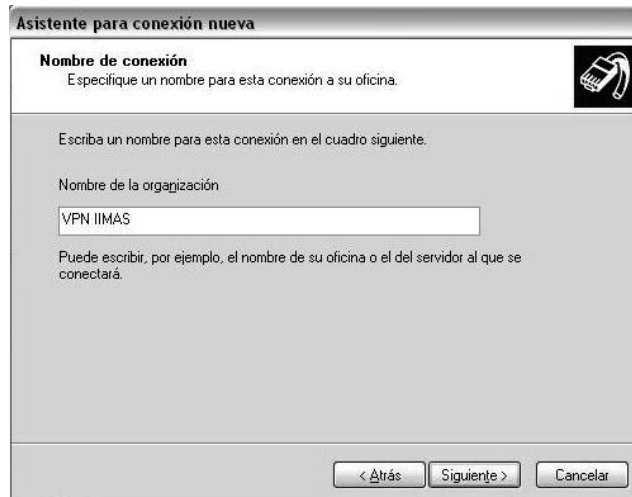 Asistente para conexión nueva
Nombre de conexión
Especifique un nombre para esta conexión a su oficina.
Escriba un nombre para esta conexión en el cuadro siguiente.
Nombre de la organización
VPN IIMAS
Puede escribir, por ejemplo, el nombre de su oficina o el del servidor al que se
conectará.
< Atrás
Siguiente >
Cancelar